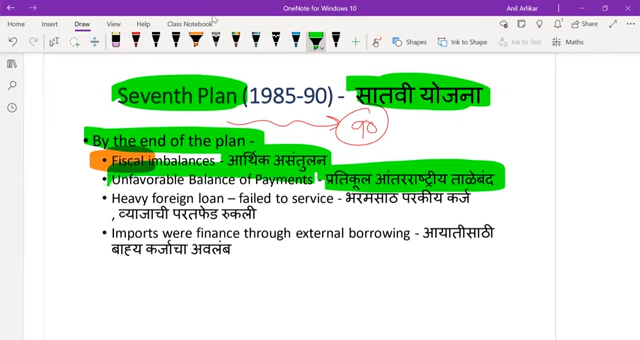 OneNote for Windows 10
Anil Arlikar
Home Insert Draw View Help Class Notebook
Shapes Ink to Shape Ink to Text Maths
Seventh Plan (1985-90) - सातवी योजना
90
• By the end of the plan -
• Fiscal imbalances - आर्थिक असंतुलन
• Unfavorable Balance of Payments - प्रतिकूल आंतरराष्ट्रीय ताळेबंद
• Heavy foreign loan – failed to service - भरमसाठ परकीय कर्ज
, व्याजाची परतफेड रुकली
• Imports were finance through external borrowing - आयातीसाठी
बाह्य कर्जाचा अवलंब